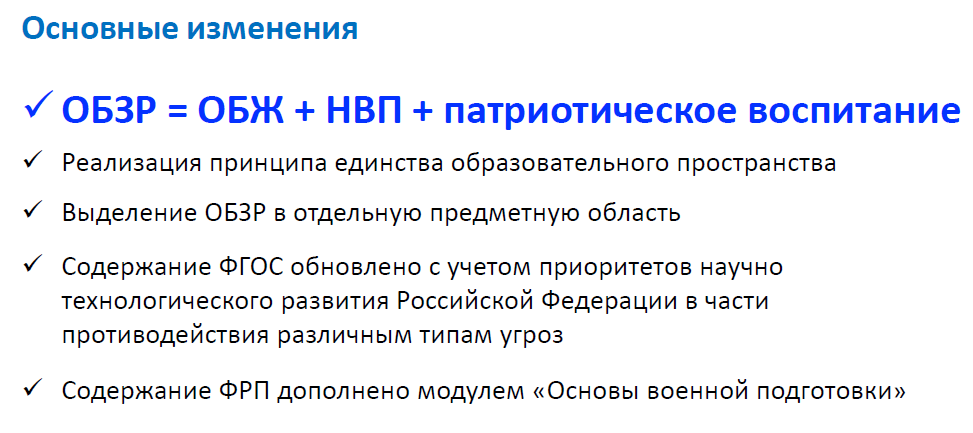 Основные изменения
✓ ОБЗР = ОБЖ + НВП + патриотическое воспитание
✓ Реализация принципа единства образовательного пространства
✓ Выделение ОБЗР в отдельную предметную область
✓ Содержание ФГОС обновлено с учетом приоритетов научно
технологического развития Российской Федерации в части
противодействия различным типам угроз
✓ Содержание ФРП дополнено модулем «Основы военной подготовки»